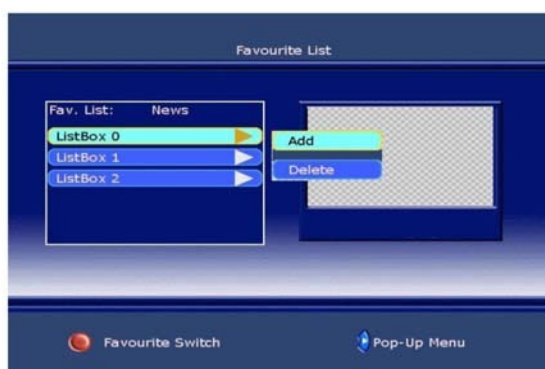 Favourite List
Fav. List: News
ListBox 0
ListBox 1
ListBox 2
Add
Delete
Favourite Switch
Pop-Up Menu